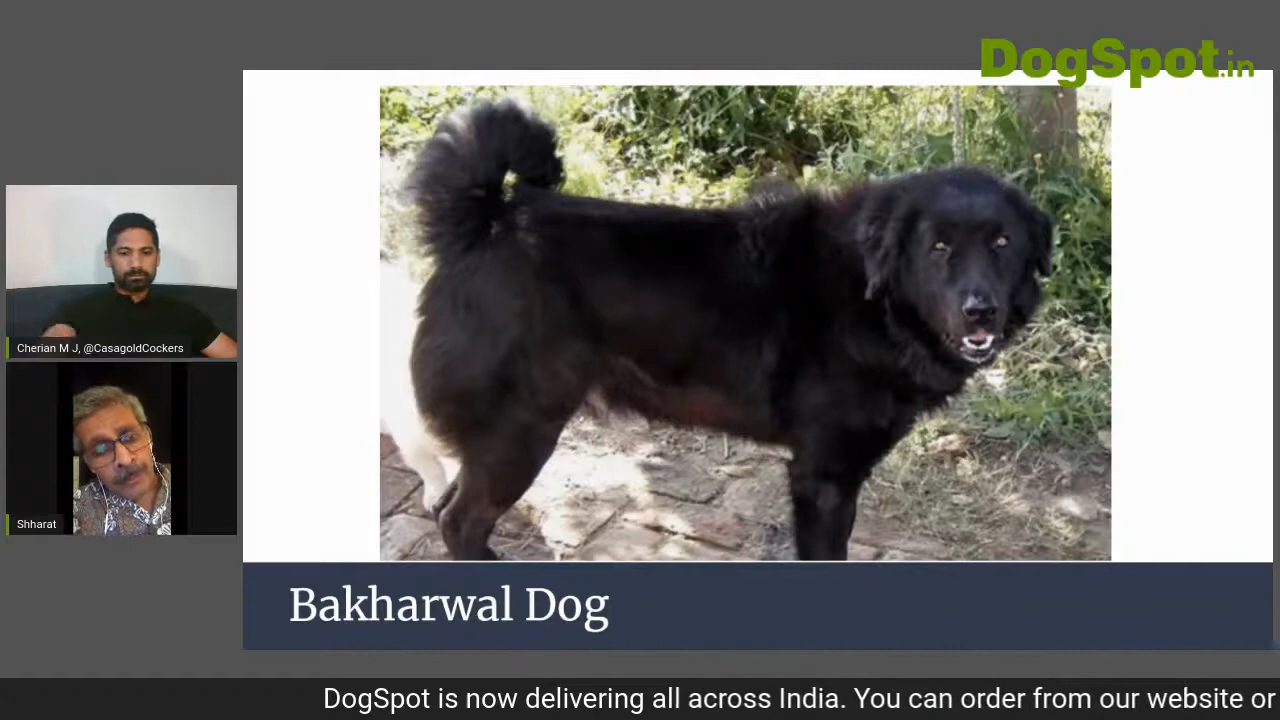 DogSpot.in
Cherian M J, @CasagoldCockers
Shharat
Bakharwal Dog
DogSpot is now delivering all across India. You can order from our website or